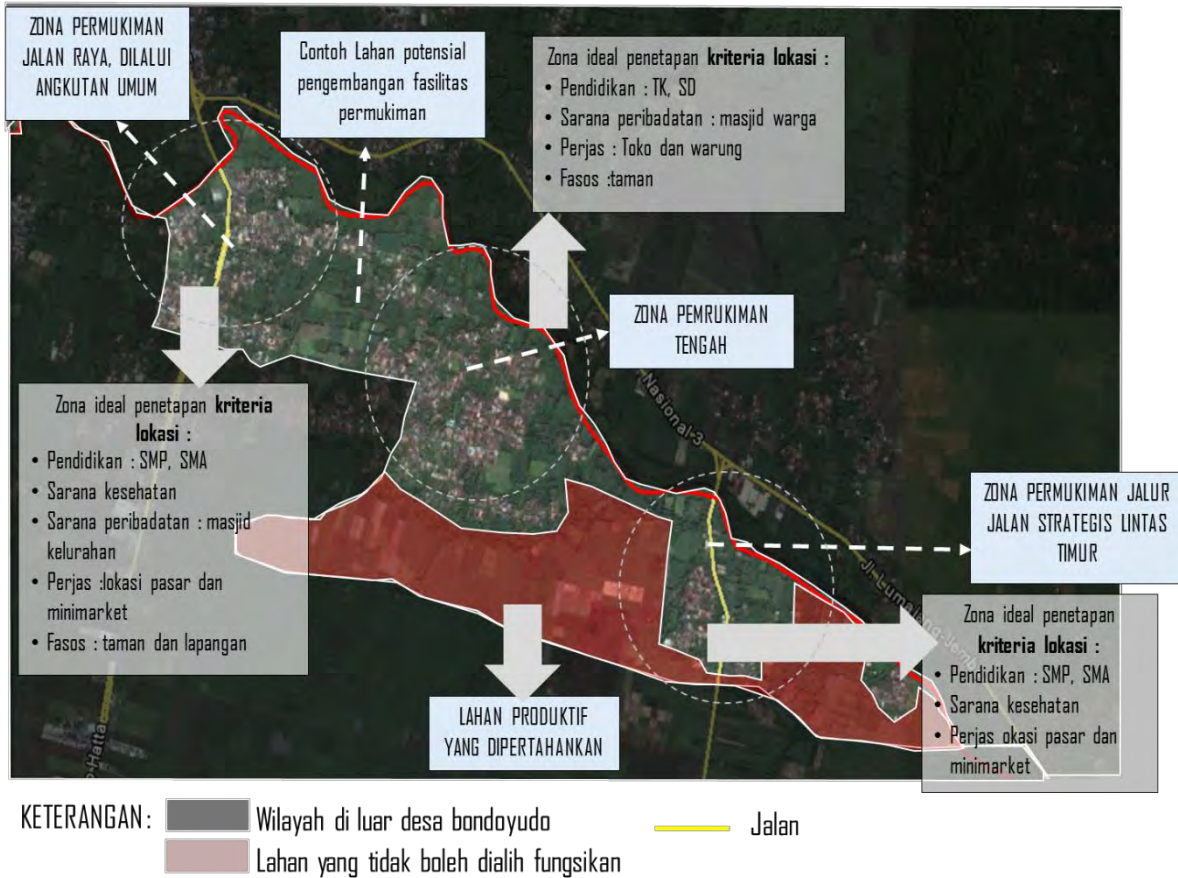 ZONA PERMUKIMAN
JALAN RAYA, DILALUI
ANGKUTAN UMUM
Contoh Lahan potensial
pengembangan fasilitas
permukiman
Zona ideal penetapan kriteria lokasi :
• Pendidikan : TK, SD
• Sarana peribadatan : masjid warga
• Perjas : Toko dan warung
• Fasos :taman
ZONA PEMRUKIMAN
TENGAH
Nasional 3
Zona ideal penetapan kriteria
lokasi :
• Pendidikan : SMP, SMA
• Sarana kesehatan
• Sarana peribadatan : masjid
kelurahan
• Perjas :lokasi pasar dan
minimarket
• Fasos : taman dan lapangan
ZONA PERMUKIMAN JALUR
JALAN STRATEGIS LINTAS
TIMUR
Jl. Lumajang-Jemb
Zona ideal penetapan
kriteria lokasi :
• Pendidikan : SMP, SMA
• Sarana kesehatan
• Perjas okasi pasar dan
minimarket
LAHAN PRODUKTIF
YANG DIPERTAHANKAN
o-Hatta
KETERANGAN :
Wilayah di luar desa bondoyudo
Jalan
Lahan yang tidak boleh dialih fungsikan